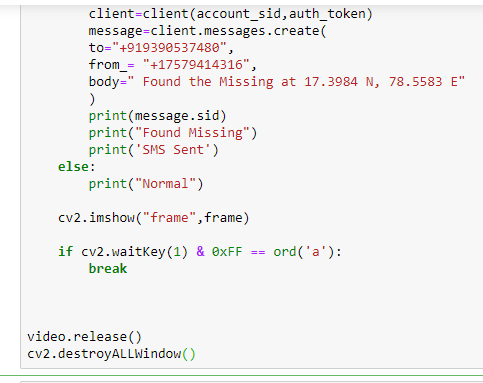 client=client(account_sid,auth_token)
message=client.messages.create(
to="+919390537480",
from_= "+17579414316",
body=" Found the Missing at 17.3984 N, 78.5583 E"
)
print(message.sid)
print("Found Missing")
print('SMS Sent')
else:
print("Normal")
cv2.imshow("frame",frame)
if cv2.waitKey(1) & 0xFF == ord('a'):
break
video.release()
cv2.destroyALLWindow()